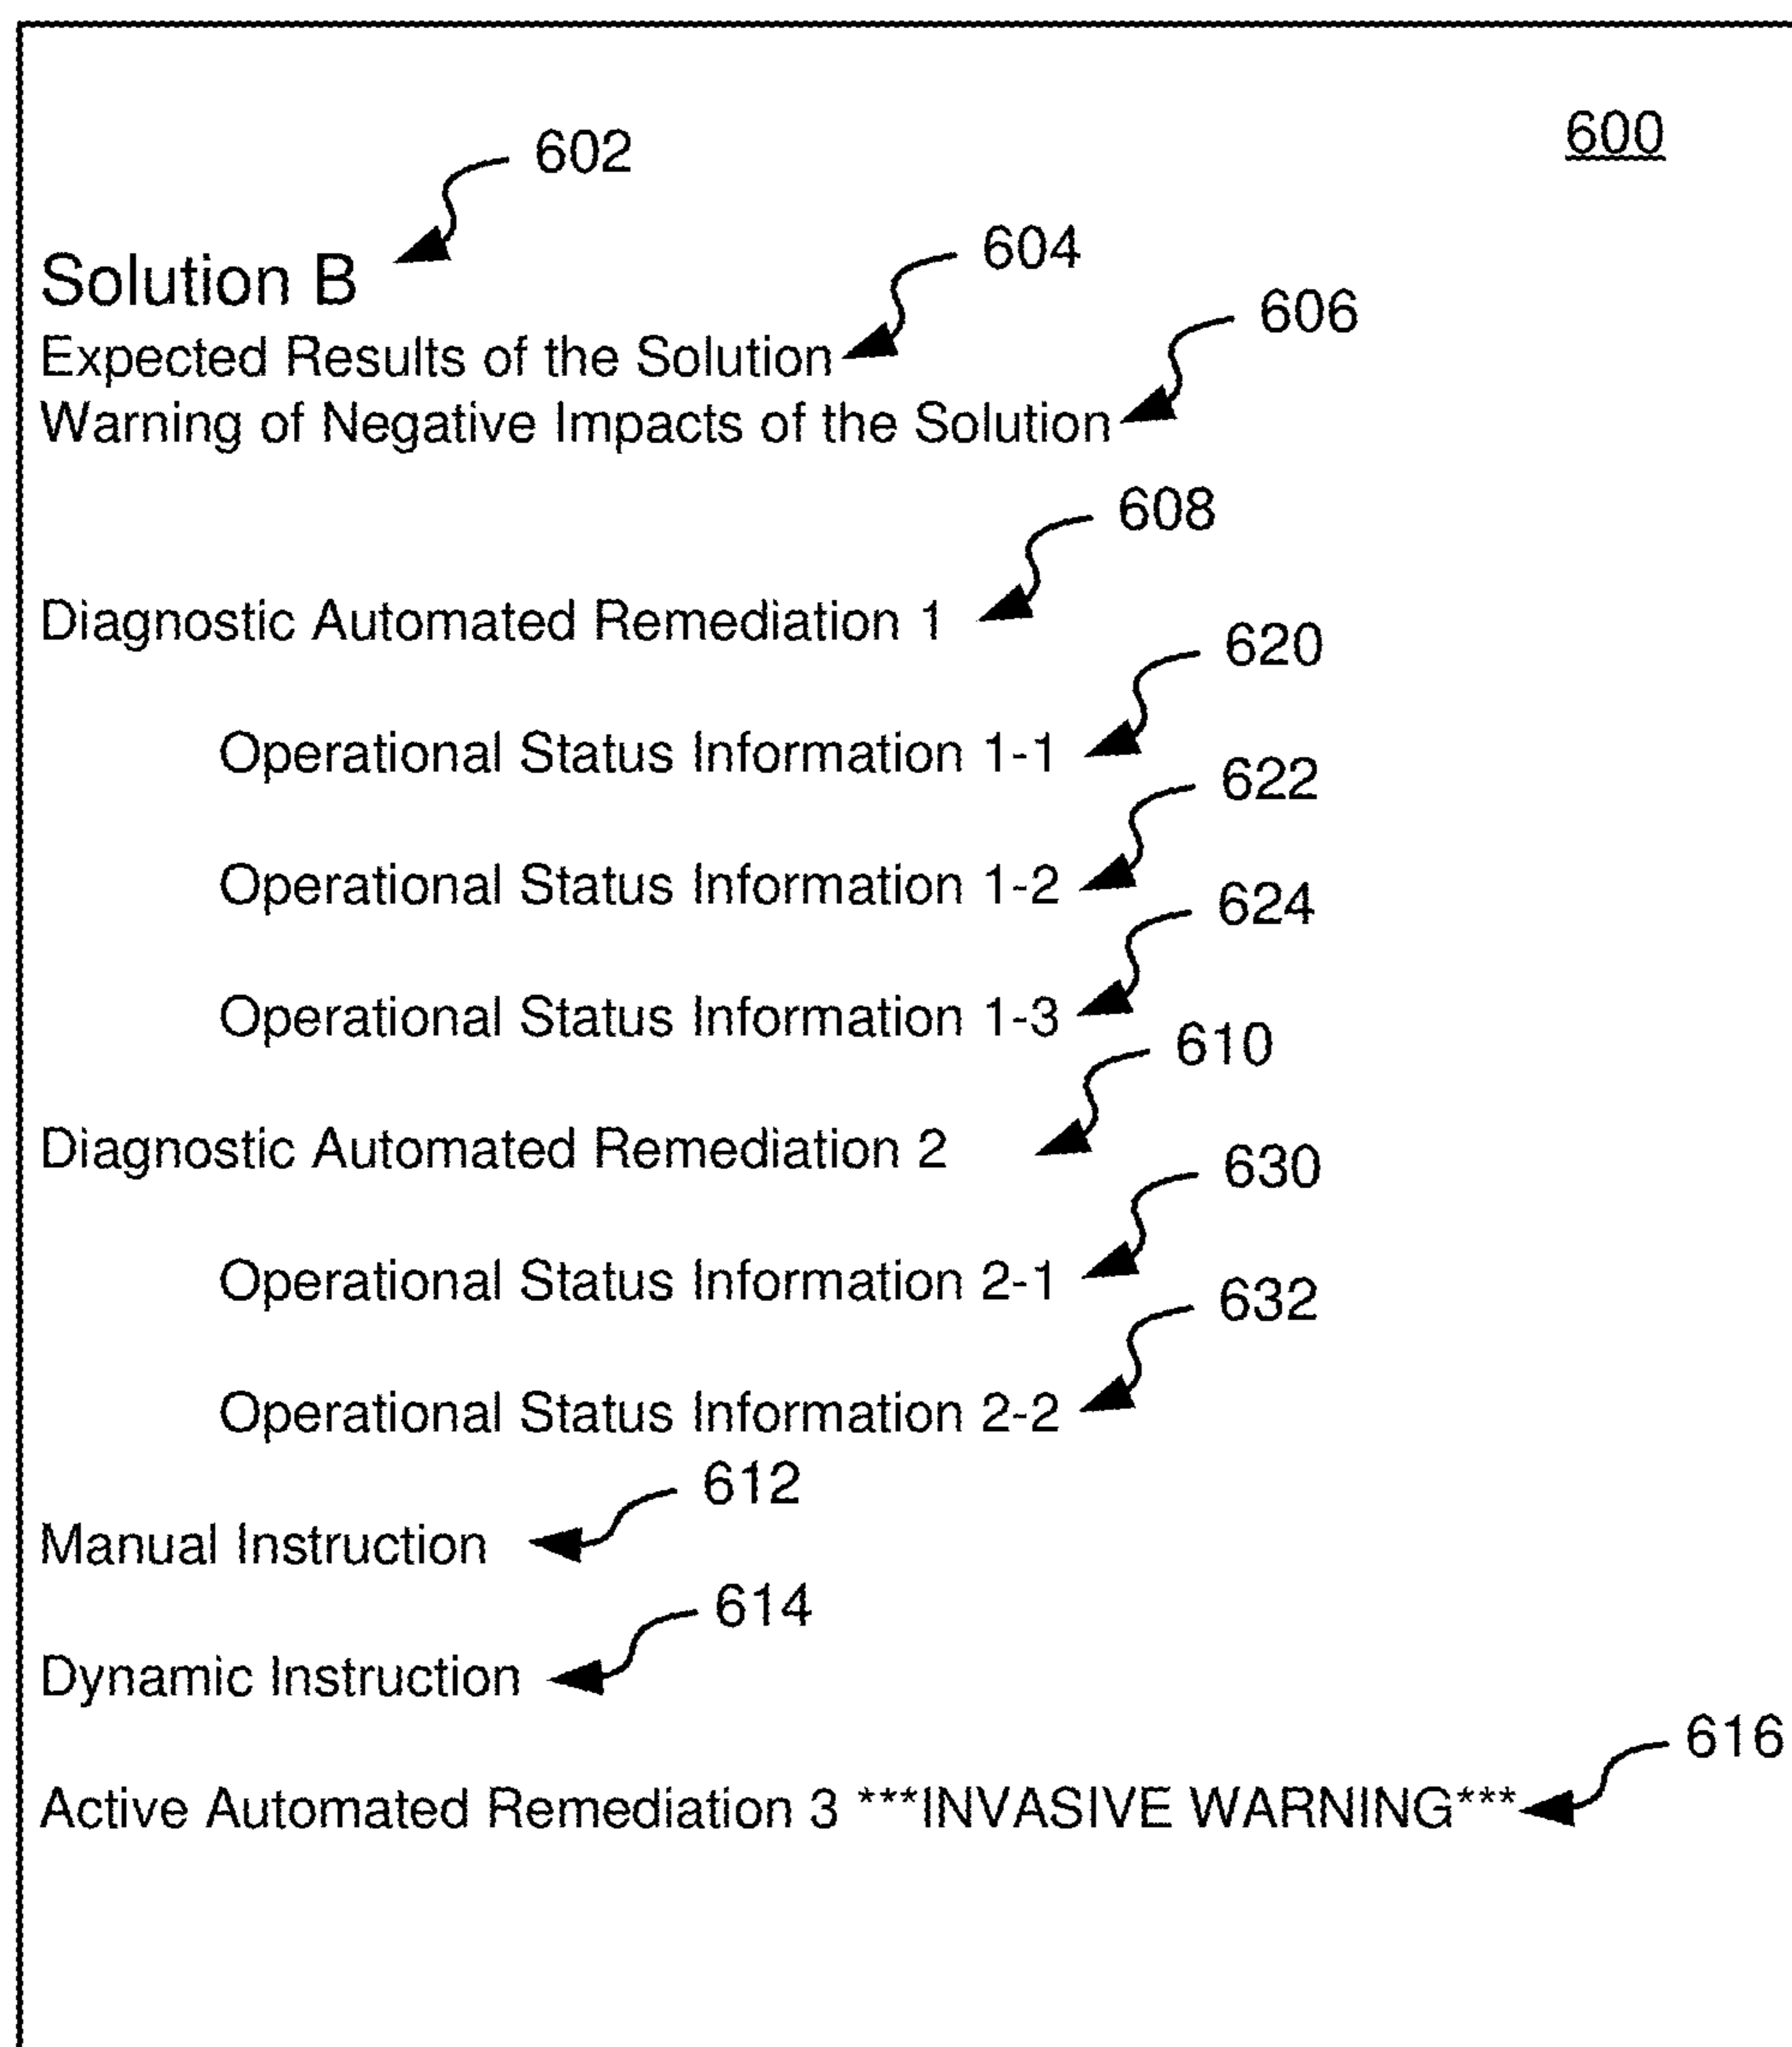 600
602
Solution B
604
Expected Results of the Solution
606
Warning of Negative Impacts of the Solution
608
Diagnostic Automated Remediation 1
620
Operational Status Information 1-1
622
Operational Status Information 1-2
624
Operational Status Information 1-3
610
Diagnostic Automated Remediation 2
630
Operational Status Information 2-1
632
Operational Status Information 2-2
612
Manual Instruction
614
Dynamic Instruction
616
Active Automated Remediation 3 ***INVASIVE WARNING***